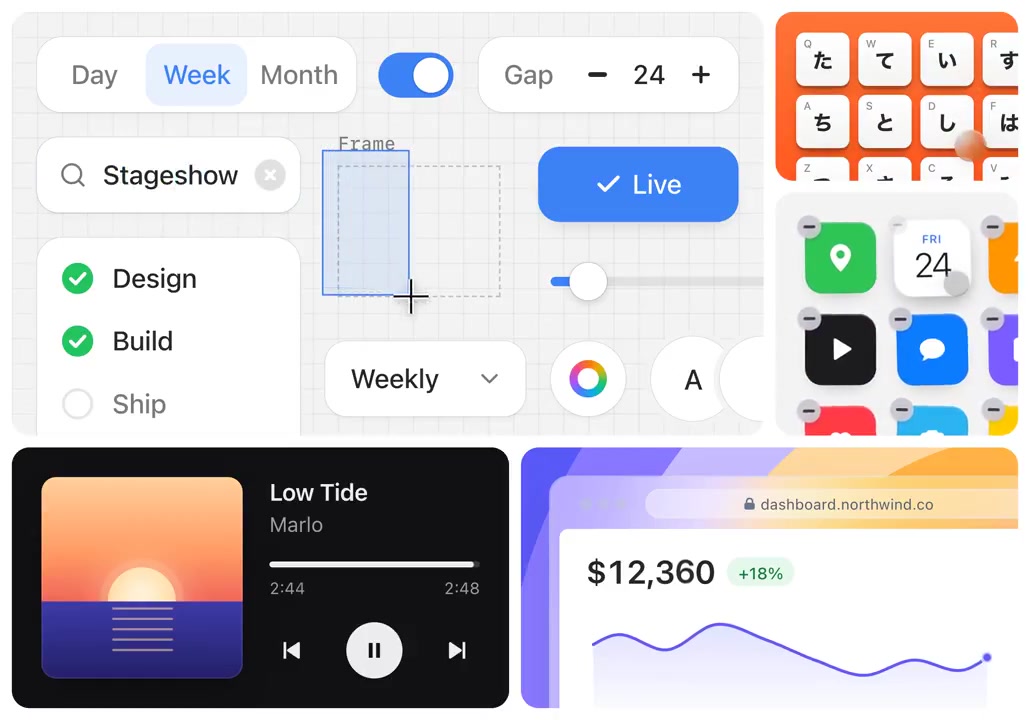 Day Week Month
Gap 24
Stageshow
Frame
Live
Design
Build
Ship
Weekly
A
Q W E R
た て い す
A S D F
ち と し は
Z X C V
FRI
24
Low Tide
Marlo
2:44 2:48
dashboard.northwind.co
$12,360 +18%